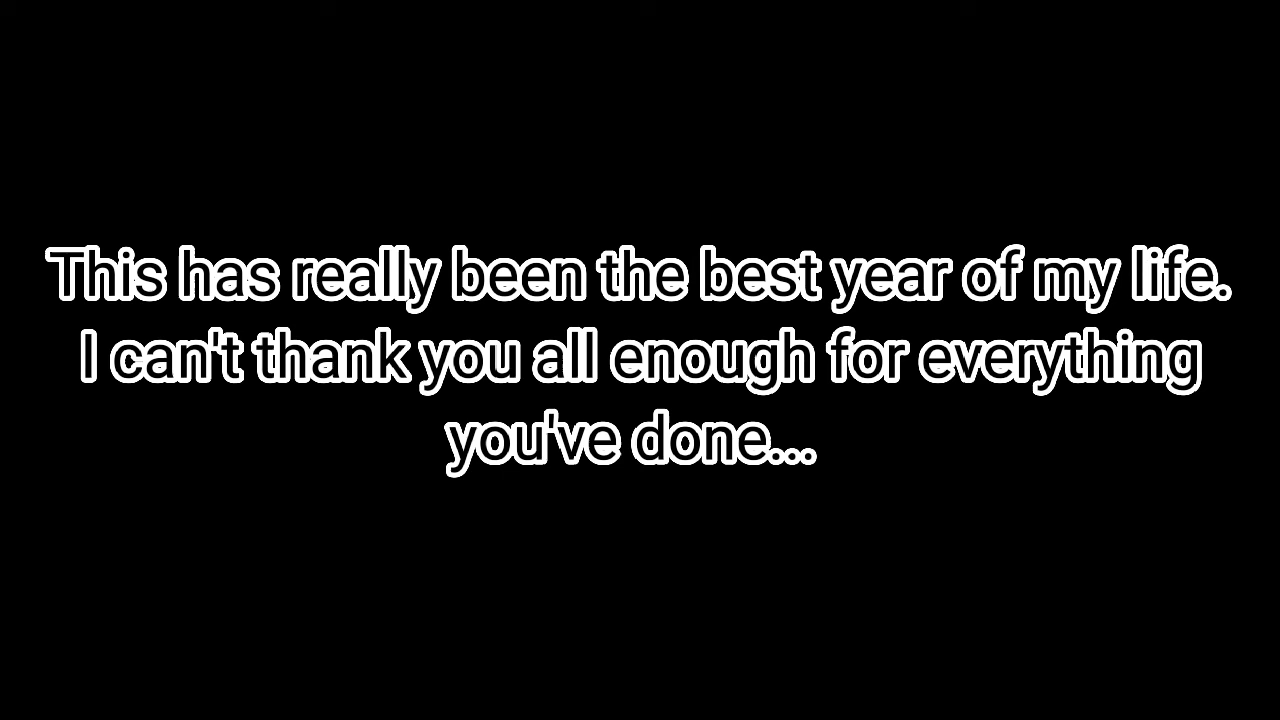 This has really been the best year of my life.
I can't thank you all enough for everything
you've done...